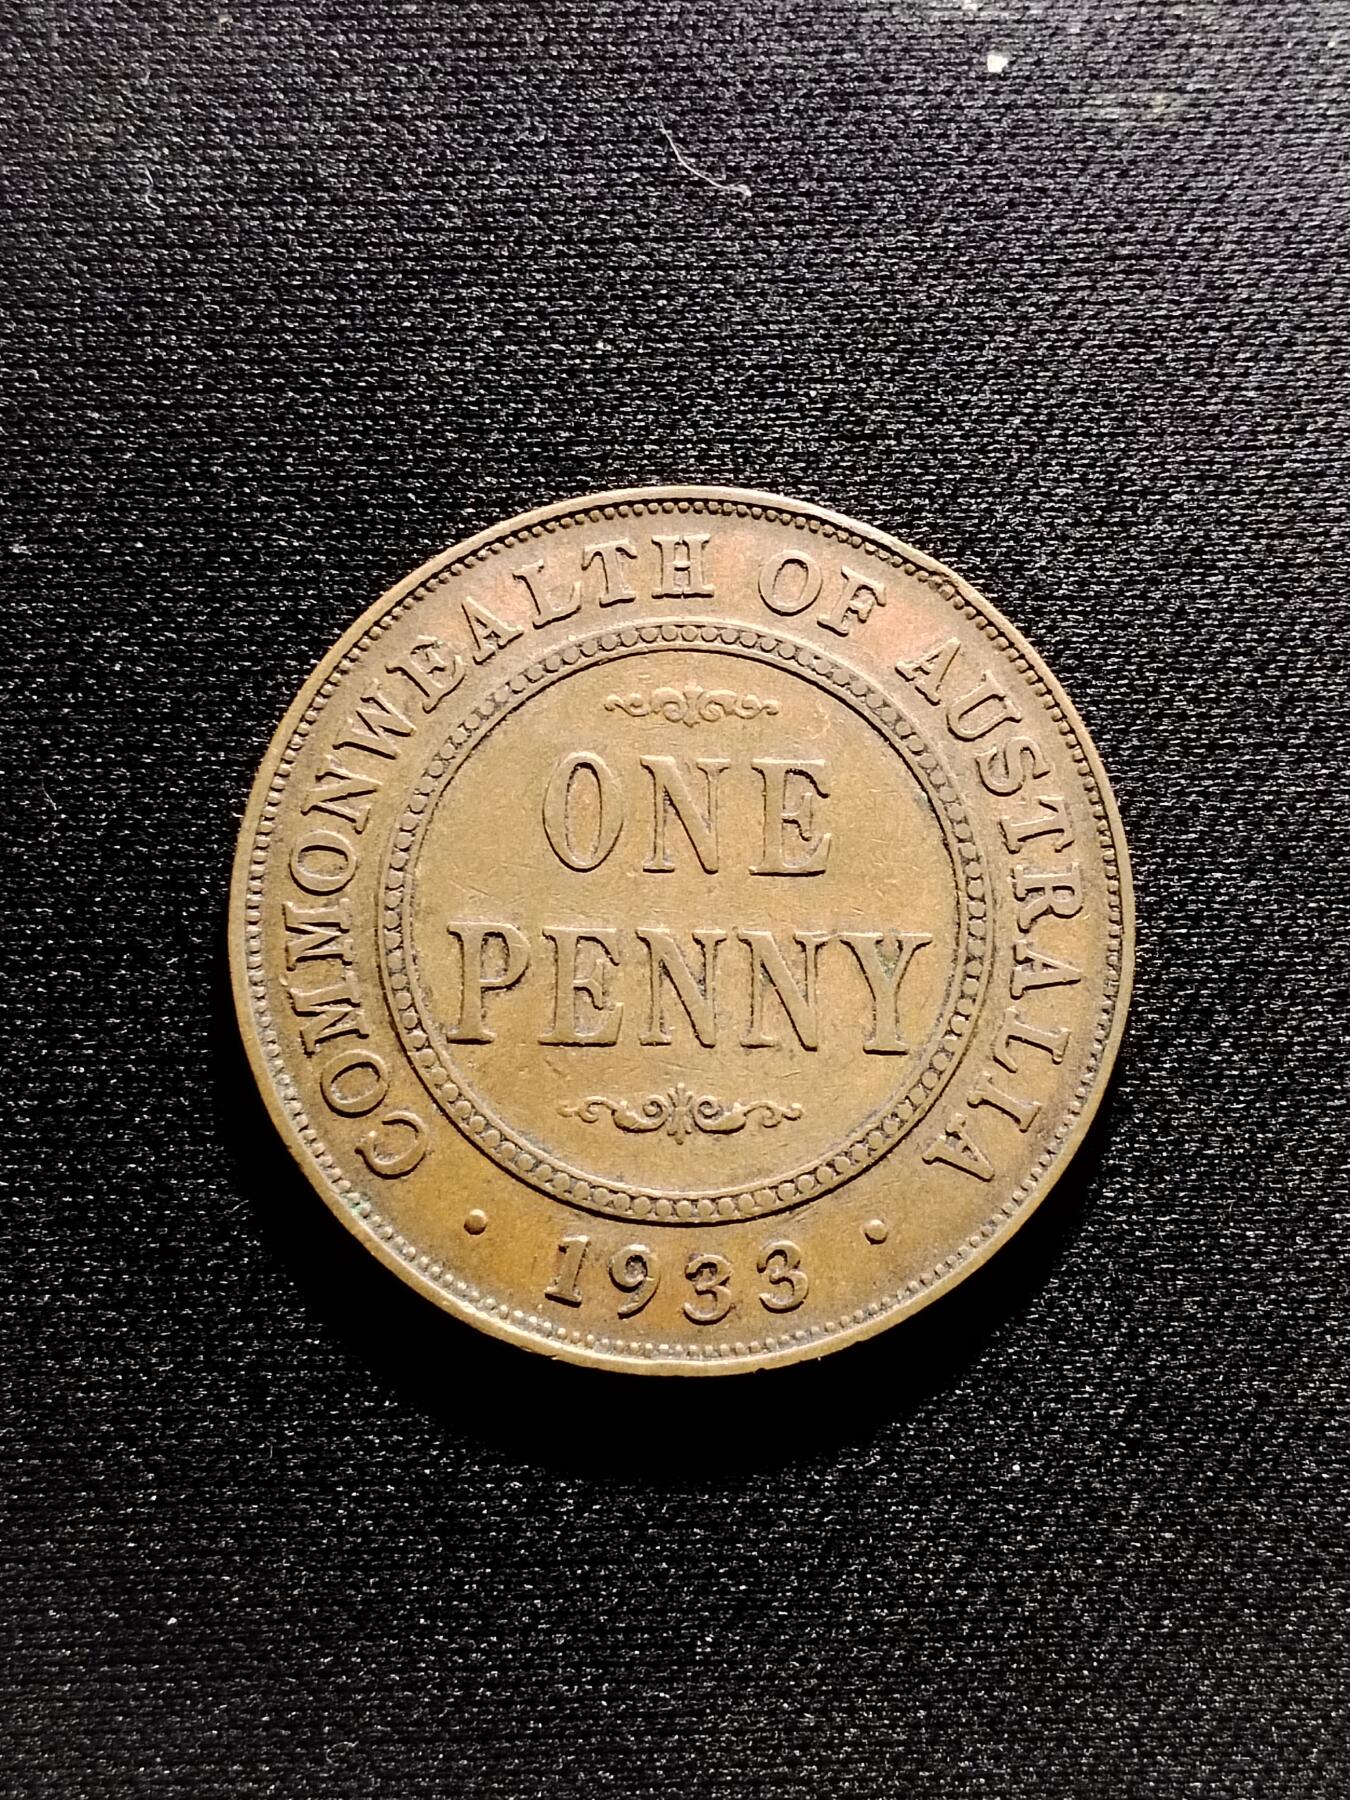 COMMONWEALTH OF AUSTRALIA
ONE
PENNY
· 1933 ·